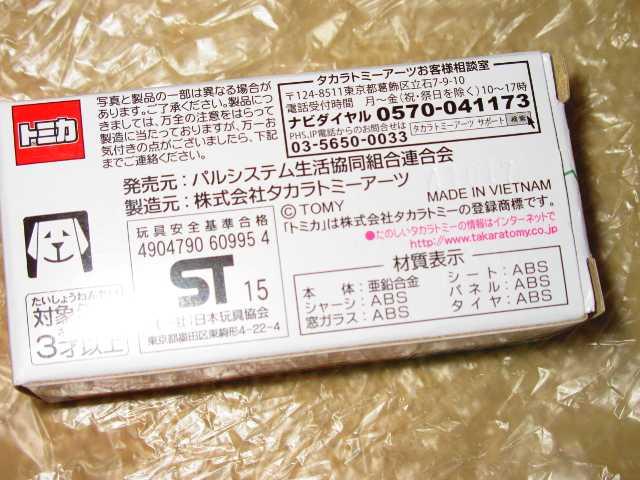 トミカ
写真と製品の一部は異なる場合が
あります。ご了承ください。製品につ
きましては、万全の注意をはらって
製造に当たっておりますが、万一お
気付きの点がございましたら、下記
までご連絡ください。
タカラトミーアーツお客様相談室
〒124-8511東京都葛飾区立石7-9-10
電話受付時間 月~金(祝・祭日を除く)10~17時
ナビダイヤル 0570-041173
PHS、IP電話からのお問合せは
03-5650-0033
タカラトミーアーツ サポート 検索
発売元:パルシステム生活協同組合連合会
製造元:株式会社タカラトミーアーツ
ⒸTOMY MADE IN VIETNAM
「トミカ」は株式会社タカラトミーの登録商標です。
●たのしいタカラトミーの情報はインターネットで
http://www.takaratomy.co.jp
玩具安全基準合格
4904790 60995 4
ST 15
日本玩具協会
東京都墨田区東駒形4-22-4
対象
3才以上
材質表示
本体:亜鉛合金 シート:ABS
シャーシ:ABS パネル:ABS
窓ガラス:ABS タイヤ:ABS